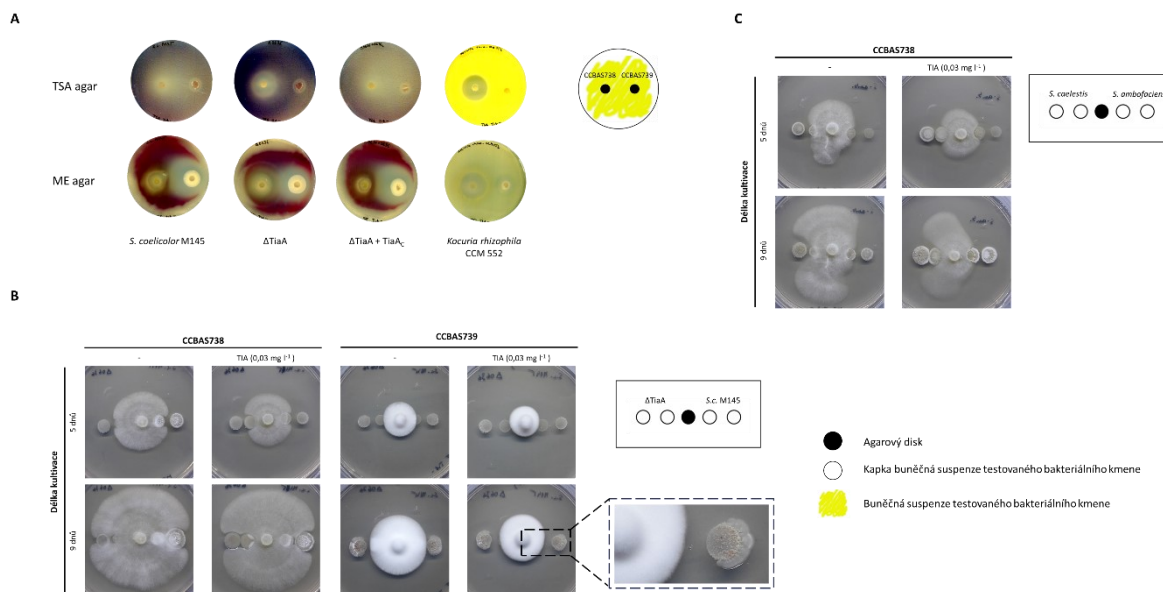 A
TSA agar
ME agar
S. coelicolor M145
ΔTiaA
ΔTiaA + TiaAC
Kocuria rhizophila
CCM 552
CCBAS738 CCBAS739
C
CCBAS738
-
TIA (0,03 mg l-1)
Délka kultivace
5 dnů
9 dnů
S. caelestis
B
CCBAS738
CCBAS739
-
TIA (0,03 mg l-1)
-
TIA (0,03 mg l-1)
Délka kultivace
5 dnů
9 dnů
ΔTiaA
S.c. M145
Agarový disk
Kapka buněčná suspenze testovaného bakteriálního kmene
Buněčná suspenze testovaného bakteriálního kmene